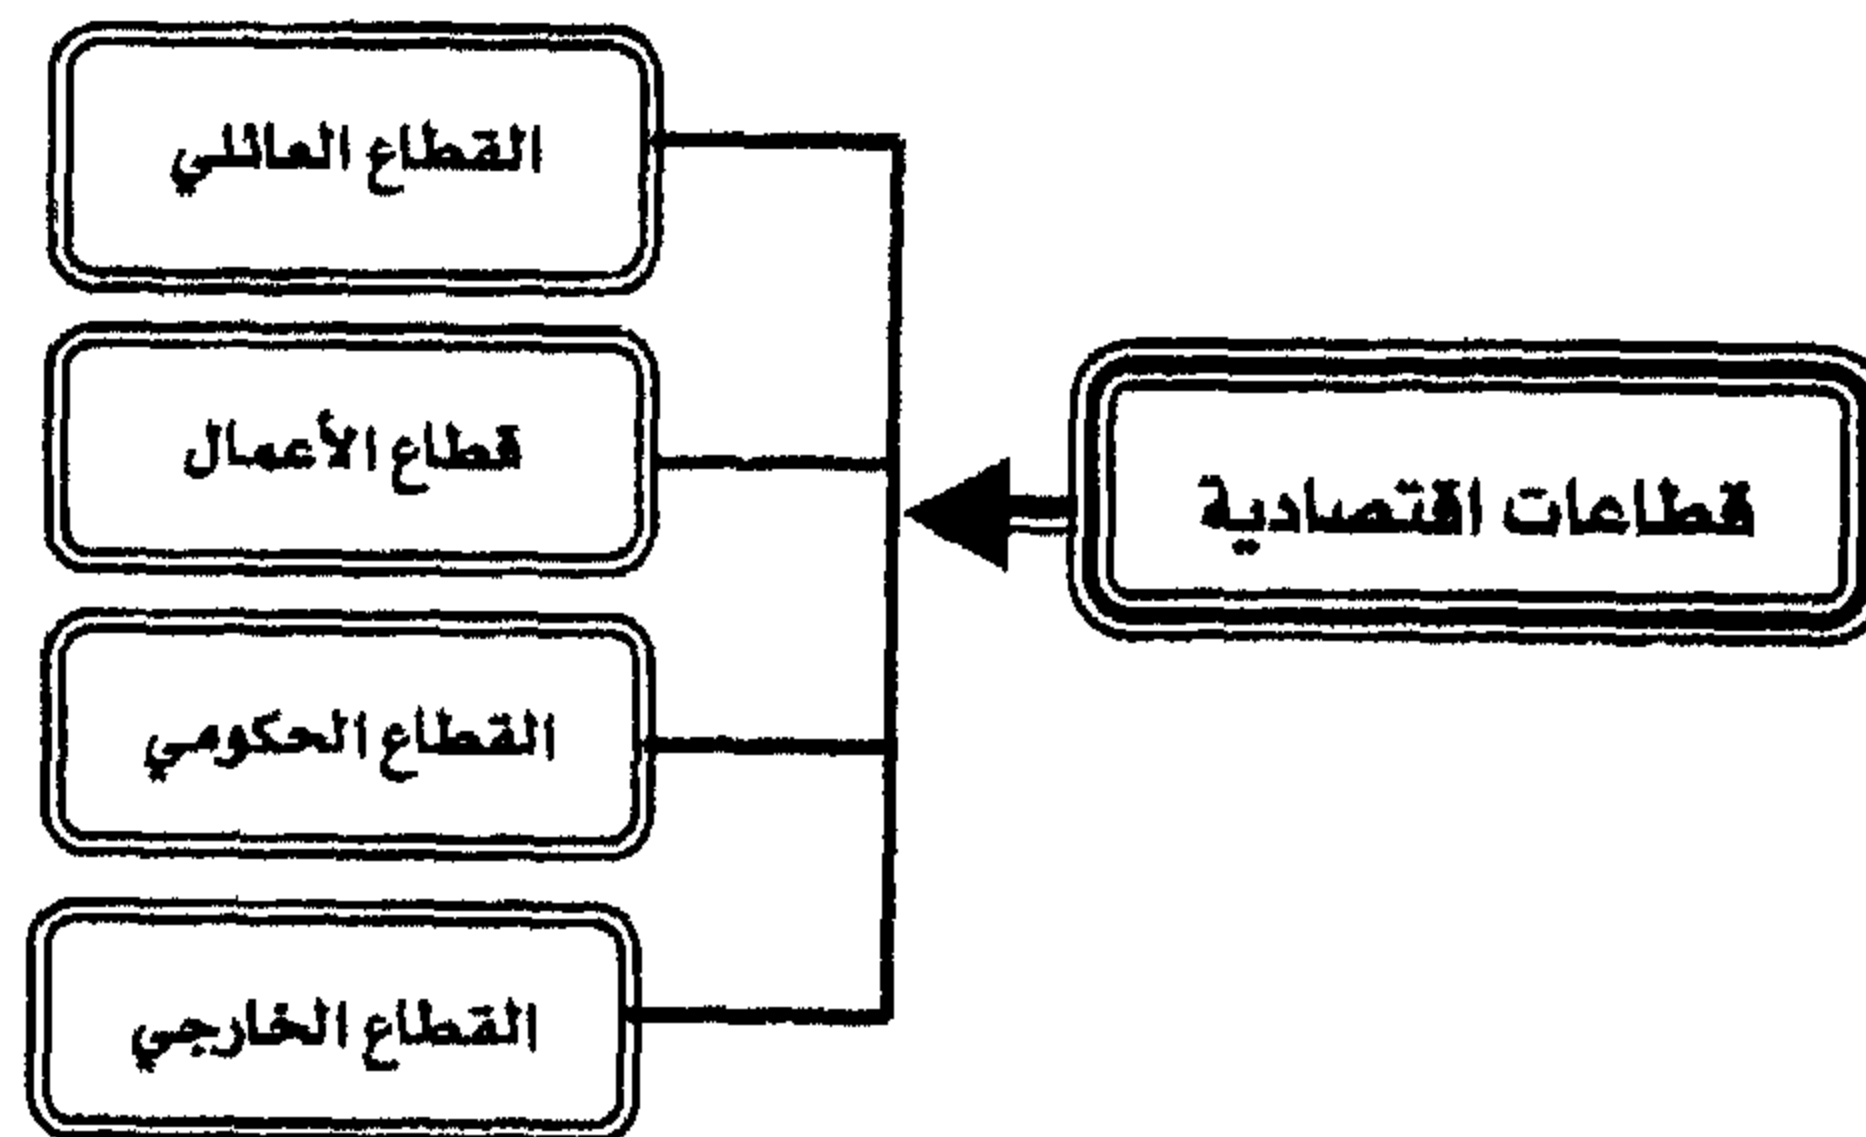 قطاعات اقتصادية
القطاع العائلي
قطاع الأعمال
القطاع الحكومي
القطاع الخارجي